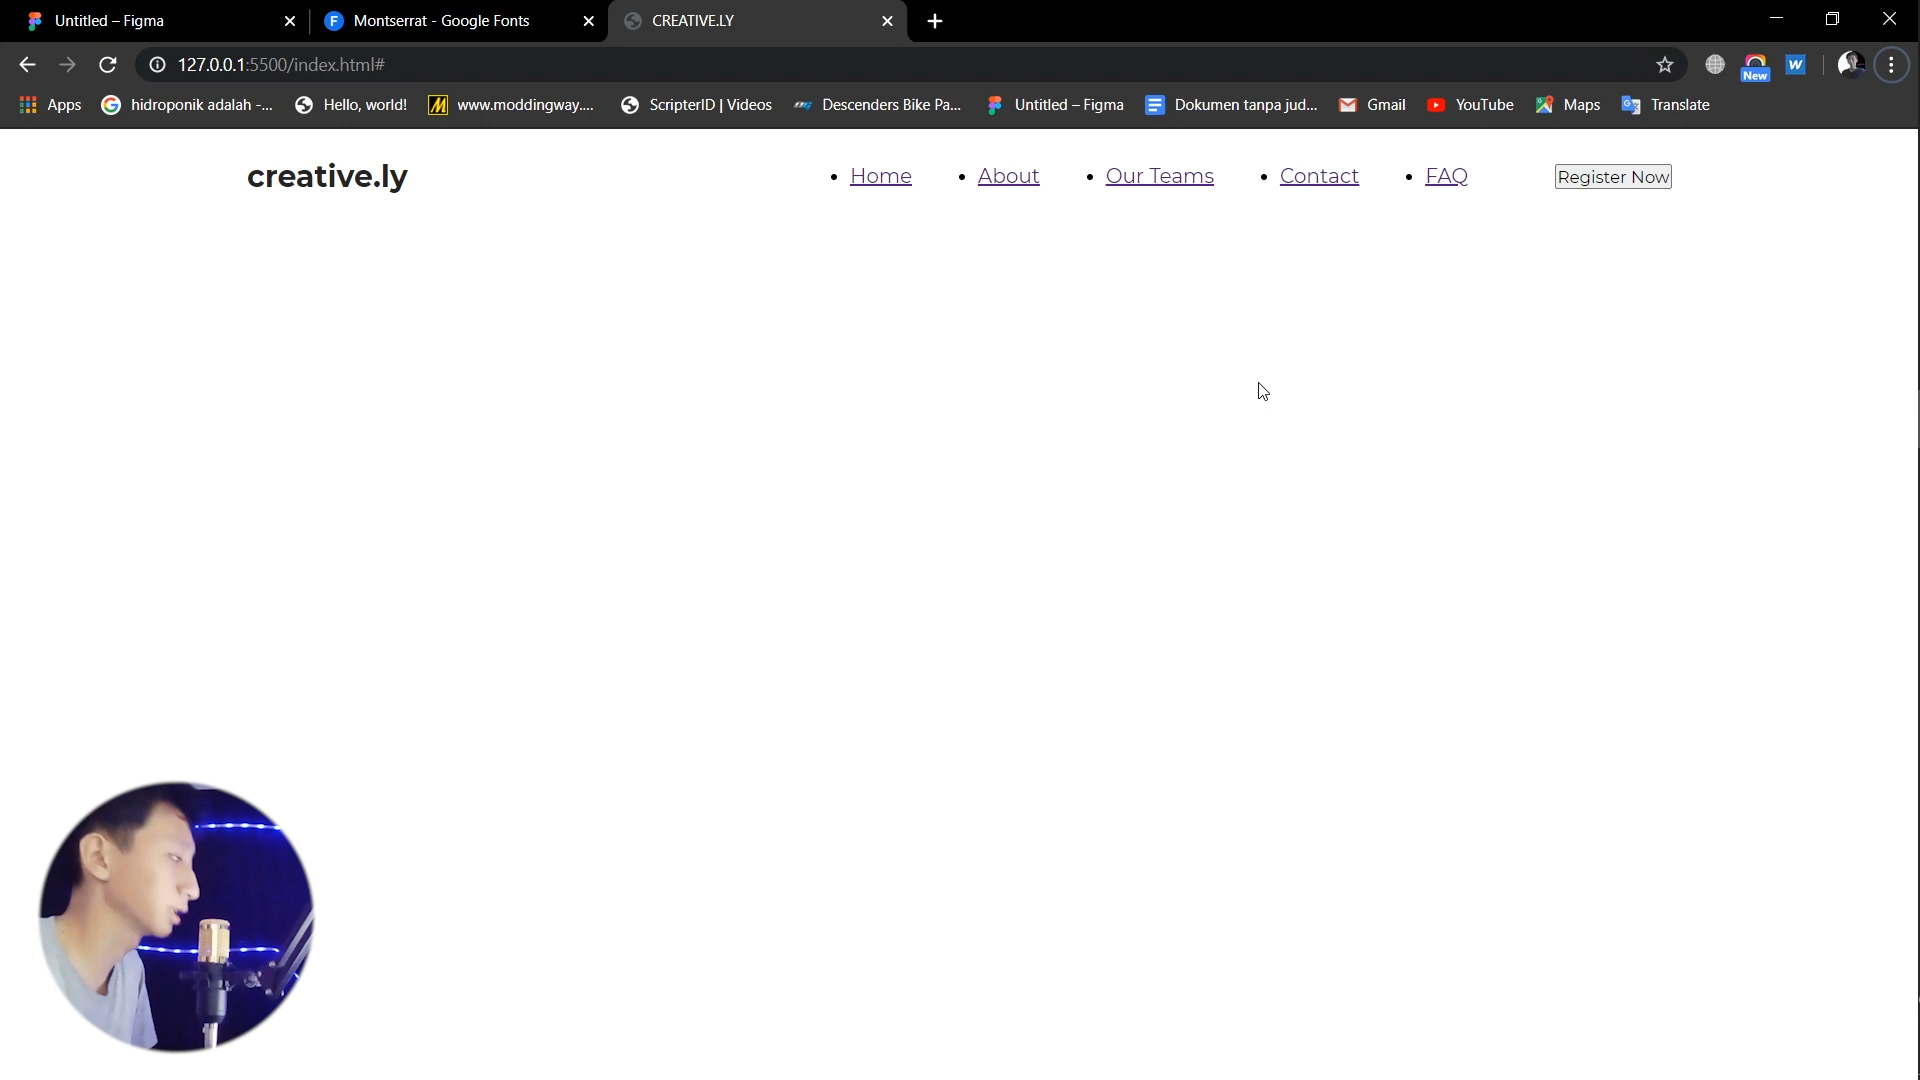 Untitled – Figma
Montserrat - Google Fonts
CREATIVE.LY
127.0.0.1:5500/index.html#
New
Apps
hidroponik adalah -...
Hello, world!
www.moddingway....
ScripterID | Videos
Descenders Bike Pa...
Untitled – Figma
Dokumen tanpa jud...
Gmail
YouTube
Maps
Translate
creative.ly
Home
About
Our Teams
Contact
FAQ
Register Now